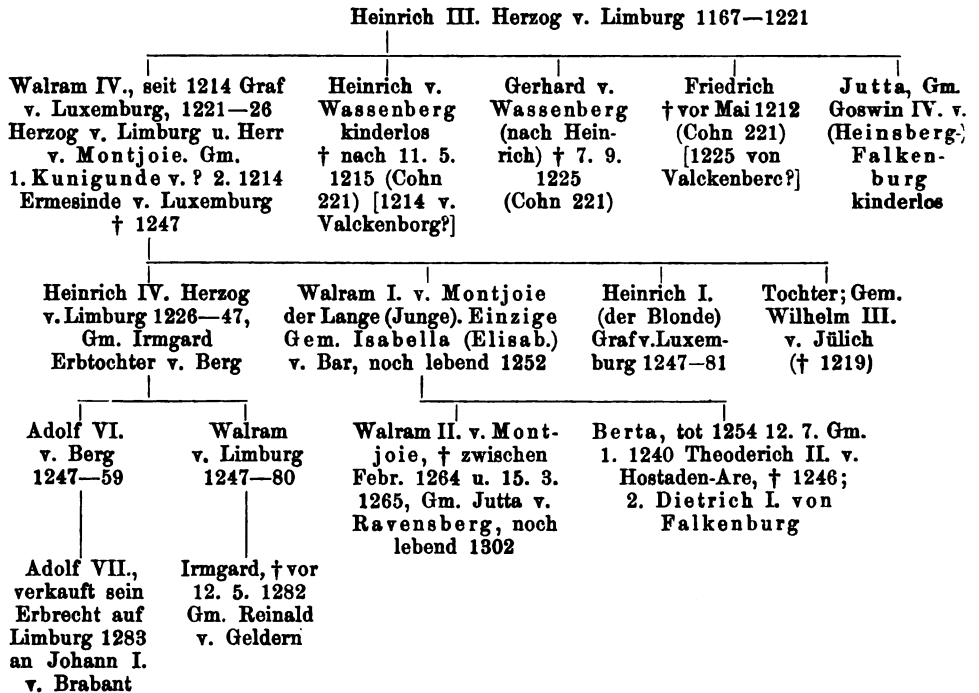 Heinrich III. Herzog v. Limburg 1167—1221
Walram IV., seit 1214 Graf
v. Luxemburg, 1221—26
Herzog v. Limburg u. Herr
v. Montjoie. Gm.
1. Kunigunde v. ? 2. 1214
Ermesinde v. Luxemburg
† 1247
Heinrich v.
Wassenberg
kinderlos
† nach 11. 5.
1215 (Cohn
221) [1214 v.
Valckenborg?]
Gerhard v.
Wassenberg
(nach Hein-
rich) † 7. 9.
1225
(Cohn 221)
Friedrich
† vor Mai 1212
(Cohn 221)
[1225 von
Valckenberc?]
Jutta, Gm.
Goswin IV. v.
(Heinsberg-)
Falken-
burg
kinderlos
Heinrich IV. Herzog
v. Limburg 1226—47,
Gm. Irmgard
Erbtochter v. Berg
Walram I. v. Montjoie
der Lange (Junge). Einzige
Gem. Isabella (Elisab.)
v. Bar, noch lebend 1252
Heinrich I.
(der Blonde)
Graf v. Luxem-
burg 1247—81
Tochter; Gem.
Wilhelm III.
v. Jülich
(† 1219)
Adolf VI.
v. Berg
1247—59
Walram
v. Limburg
1247—80
Walram II. v. Mont-
joie, † zwischen
Febr. 1264 u. 15. 3.
1265, Gm. Jutta v.
Ravensberg, noch
lebend 1302
Berta, tot 1254 12. 7. Gm.
1. 1240 Theoderich II. v.
Hostaden-Are, † 1246;
2. Dietrich I. von
Falkenburg
Adolf VII.,
verkauft sein
Erbrecht auf
Limburg 1283
an Johann I.
v. Brabant
Irmgard, † vor
12. 5. 1282
Gm. Reinald
v. Geldern